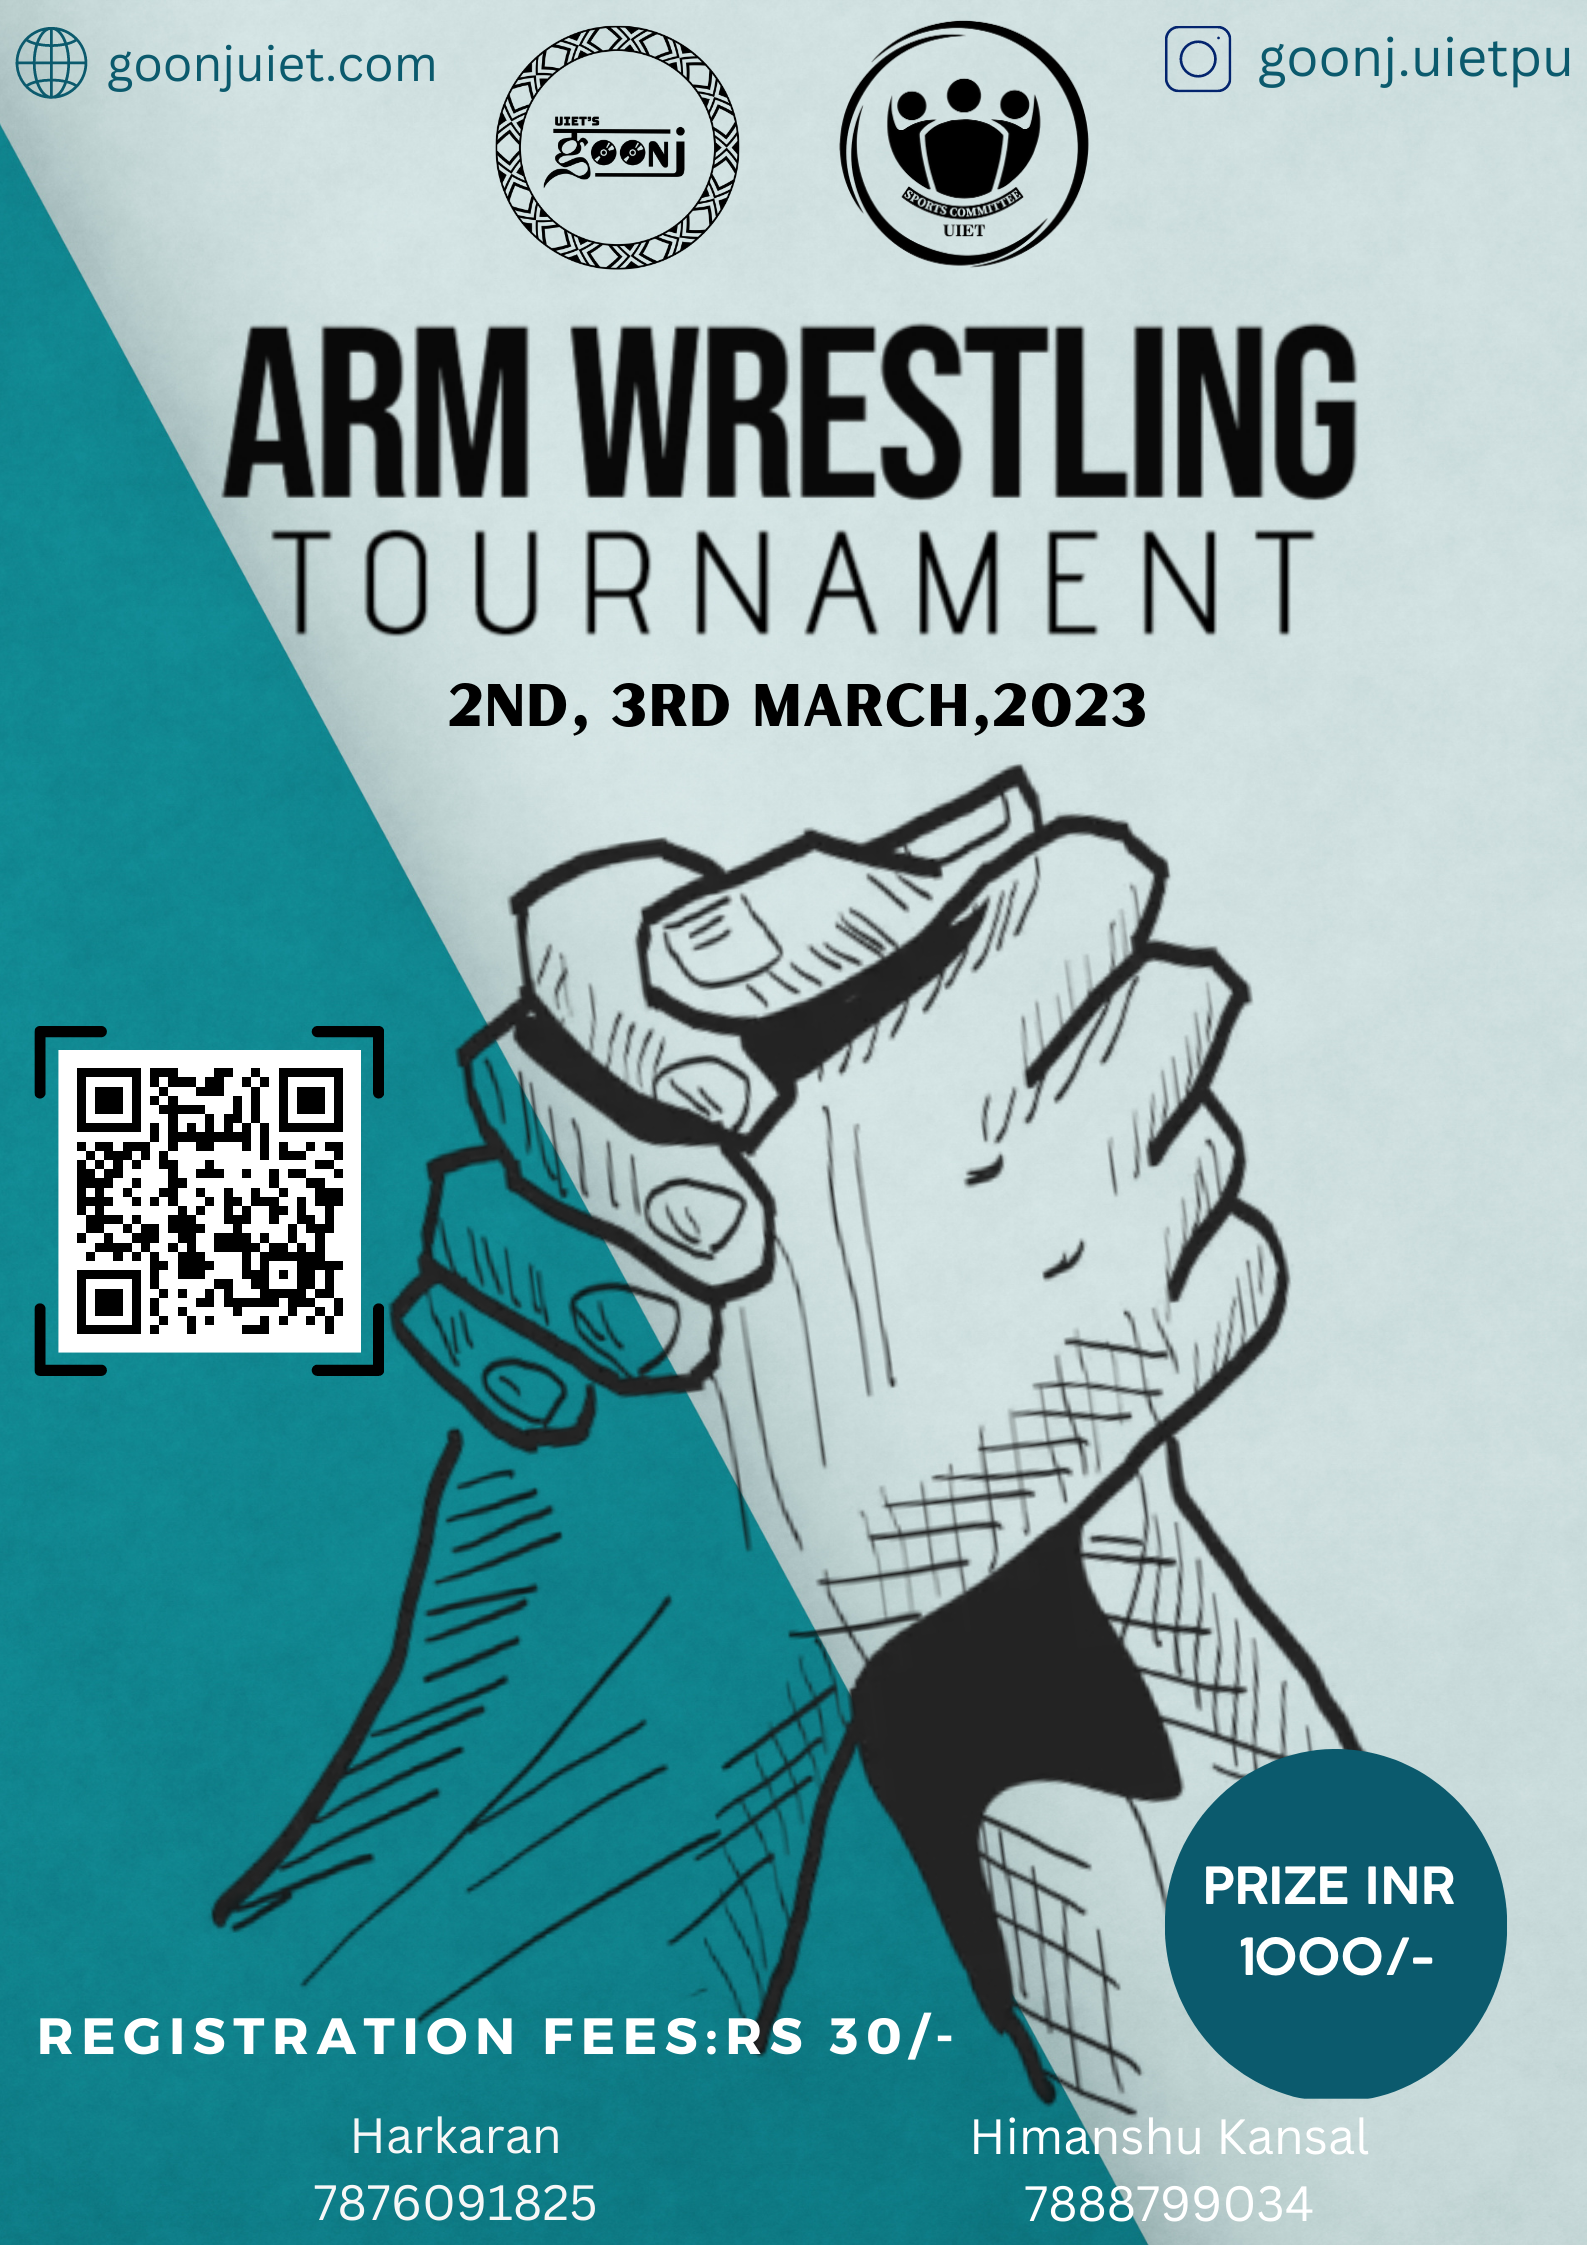 goonjuiet.com
UIET'S
goonj
SPORTS COMMITTEE
UIET
goonj.uietpu
ARM WRESTLING
TOURNAMENT
2ND, 3RD MARCH,2023
PRIZE INR
1000/-
REGISTRATION FEES:RS 30/-
Harkaran
7876091825
Himanshu Kansal
7888799034